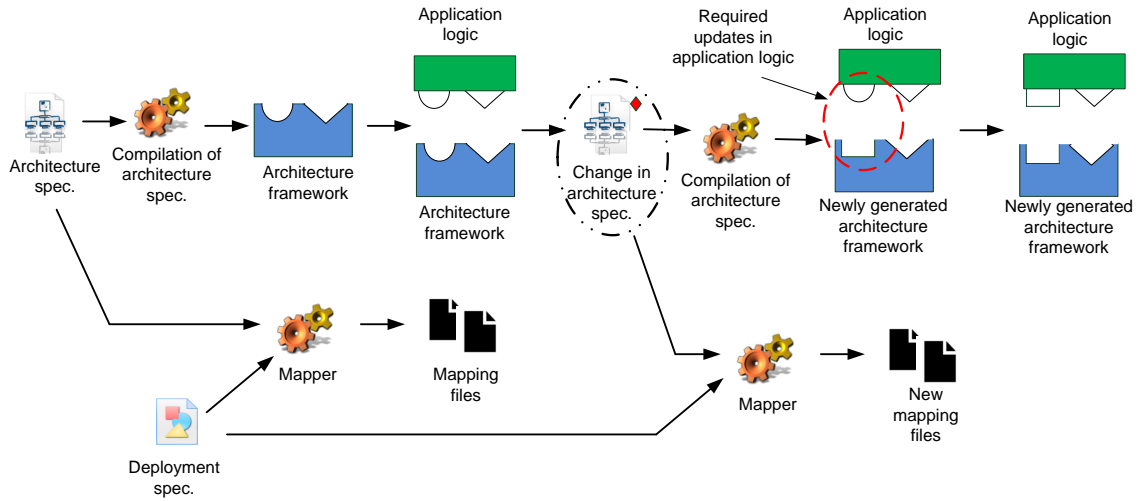 Application
logic
Required
updates in
application logic
Application
logic
Application
logic
Architecture
spec.
Compilation of
architecture
spec.
Architecture
framework
Architecture
framework
Change in
architecture
spec.
Compilation of
architecture
spec.
Newly generated
architecture
framework
Newly generated
architecture
framework
Mapper
Mapping
files
Mapper
New
mapping
files
Deployment
spec.